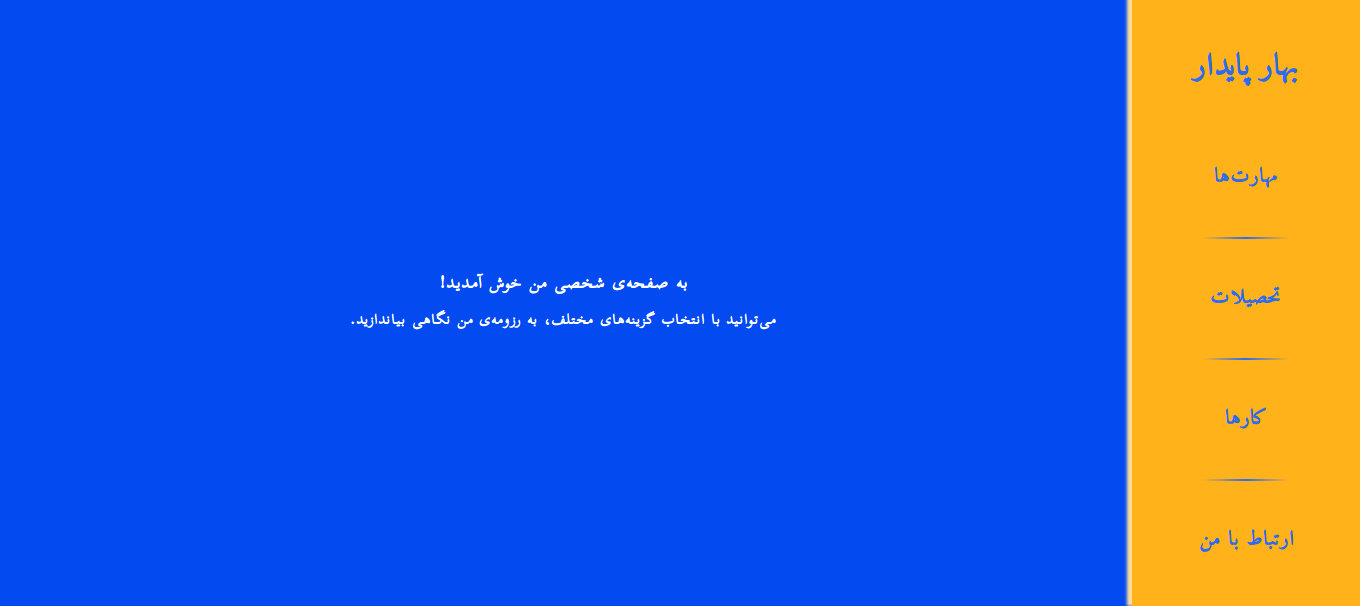 بهار پایدار
مهارت‌ها
تحصیلات
کارها
ارتباط با من
به صفحه‌ی شخصی من خوش آمدید!
می‌توانید با انتخاب گزینه‌های مختلف، به رزومه‌ی من نگاهی بیاندازید.